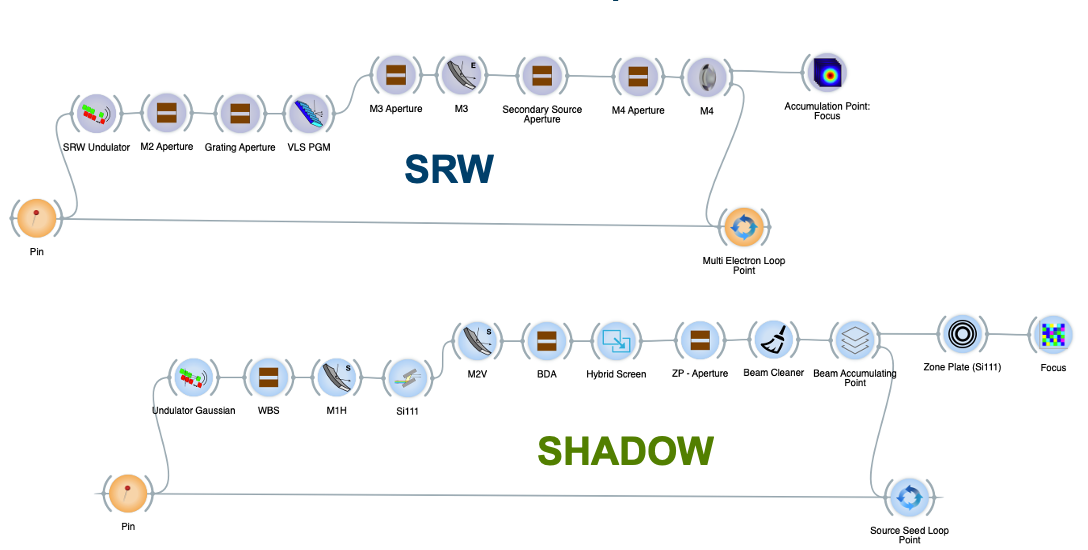 E
M3 Aperture
M3
Secondary Source
Aperture
M4 Aperture
M4
Accumulation Point:
Focus
SRW Undulator
M2 Aperture
Grating Aperture
VLS PGM
SRW
Pin
Multi Electron Loop
Point
S
M2V
BDA
Hybrid Screen
ZP - Aperture
Beam Cleaner
Beam Accumulating
Point
Zone Plate (Si111)
Focus
S
Undulator Gaussian
WBS
M1H
Si111
SHADOW
Pin
Source Seed Loop
Point